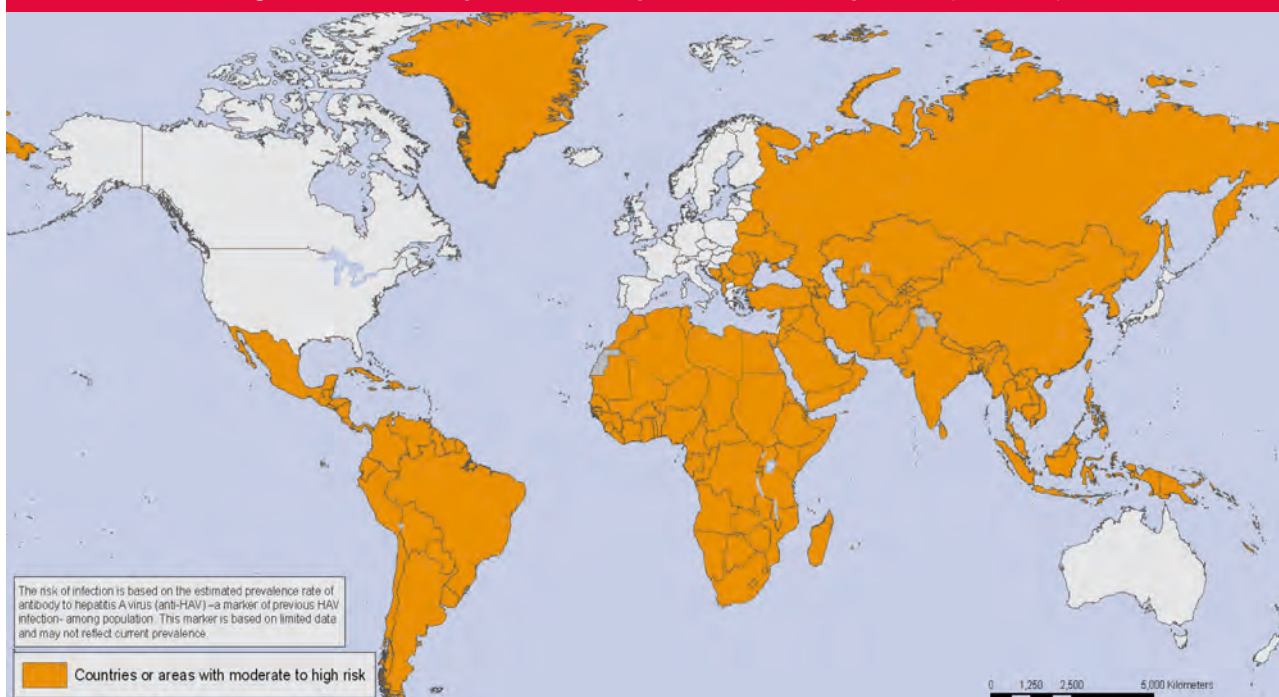 The risk of infection is based on the estimated prevalence rate of
antibody to hepatitis A virus (anti-HAV) –a marker of previous HAV
infection- among population. This marker is based on limited data
and may not reflect current prevalence.
Countries or areas with moderate to high risk
0 1,250 2,500 5,000 Kilometers